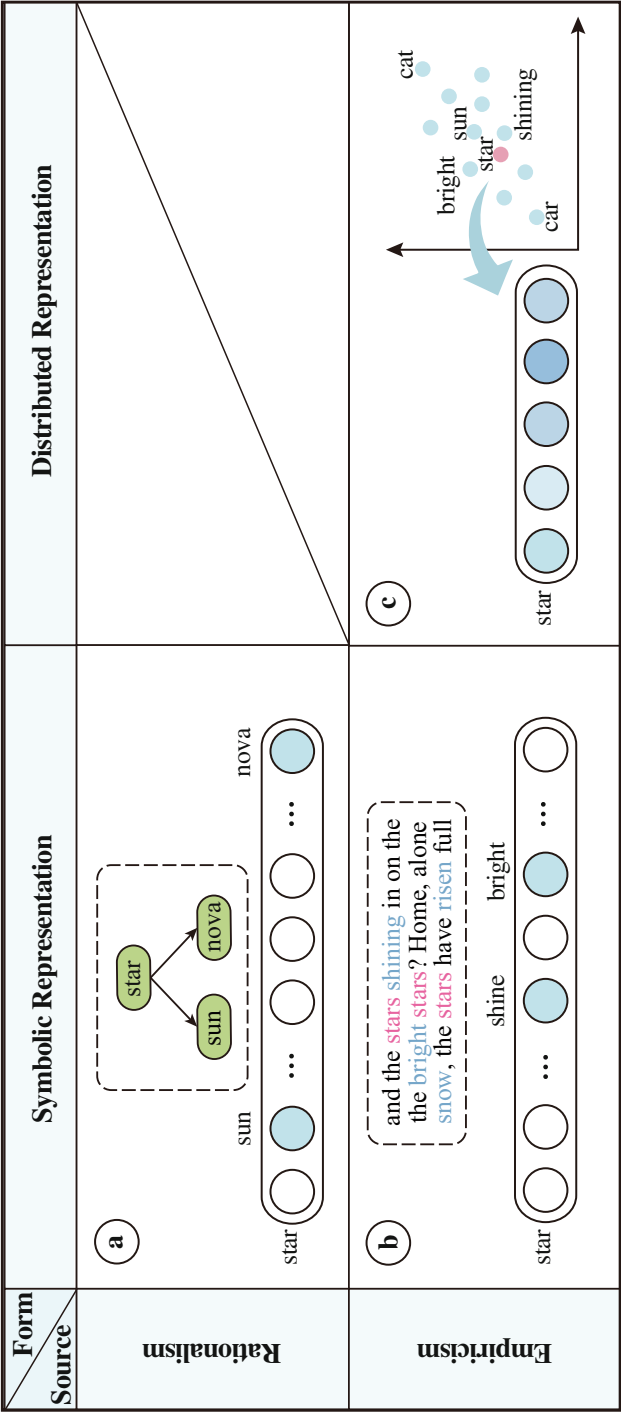 Form
Source
Symbolic Representation
Distributed Representation
Rationalism
a
star
sun
nova
sun
...
...
nova
star
Empiricism
b
and the stars shining in on the
the bright stars? Home, alone
snow, the stars have risen full
shine
bright
...
...
star
c
star
cat
sun
shining
bright
star
car